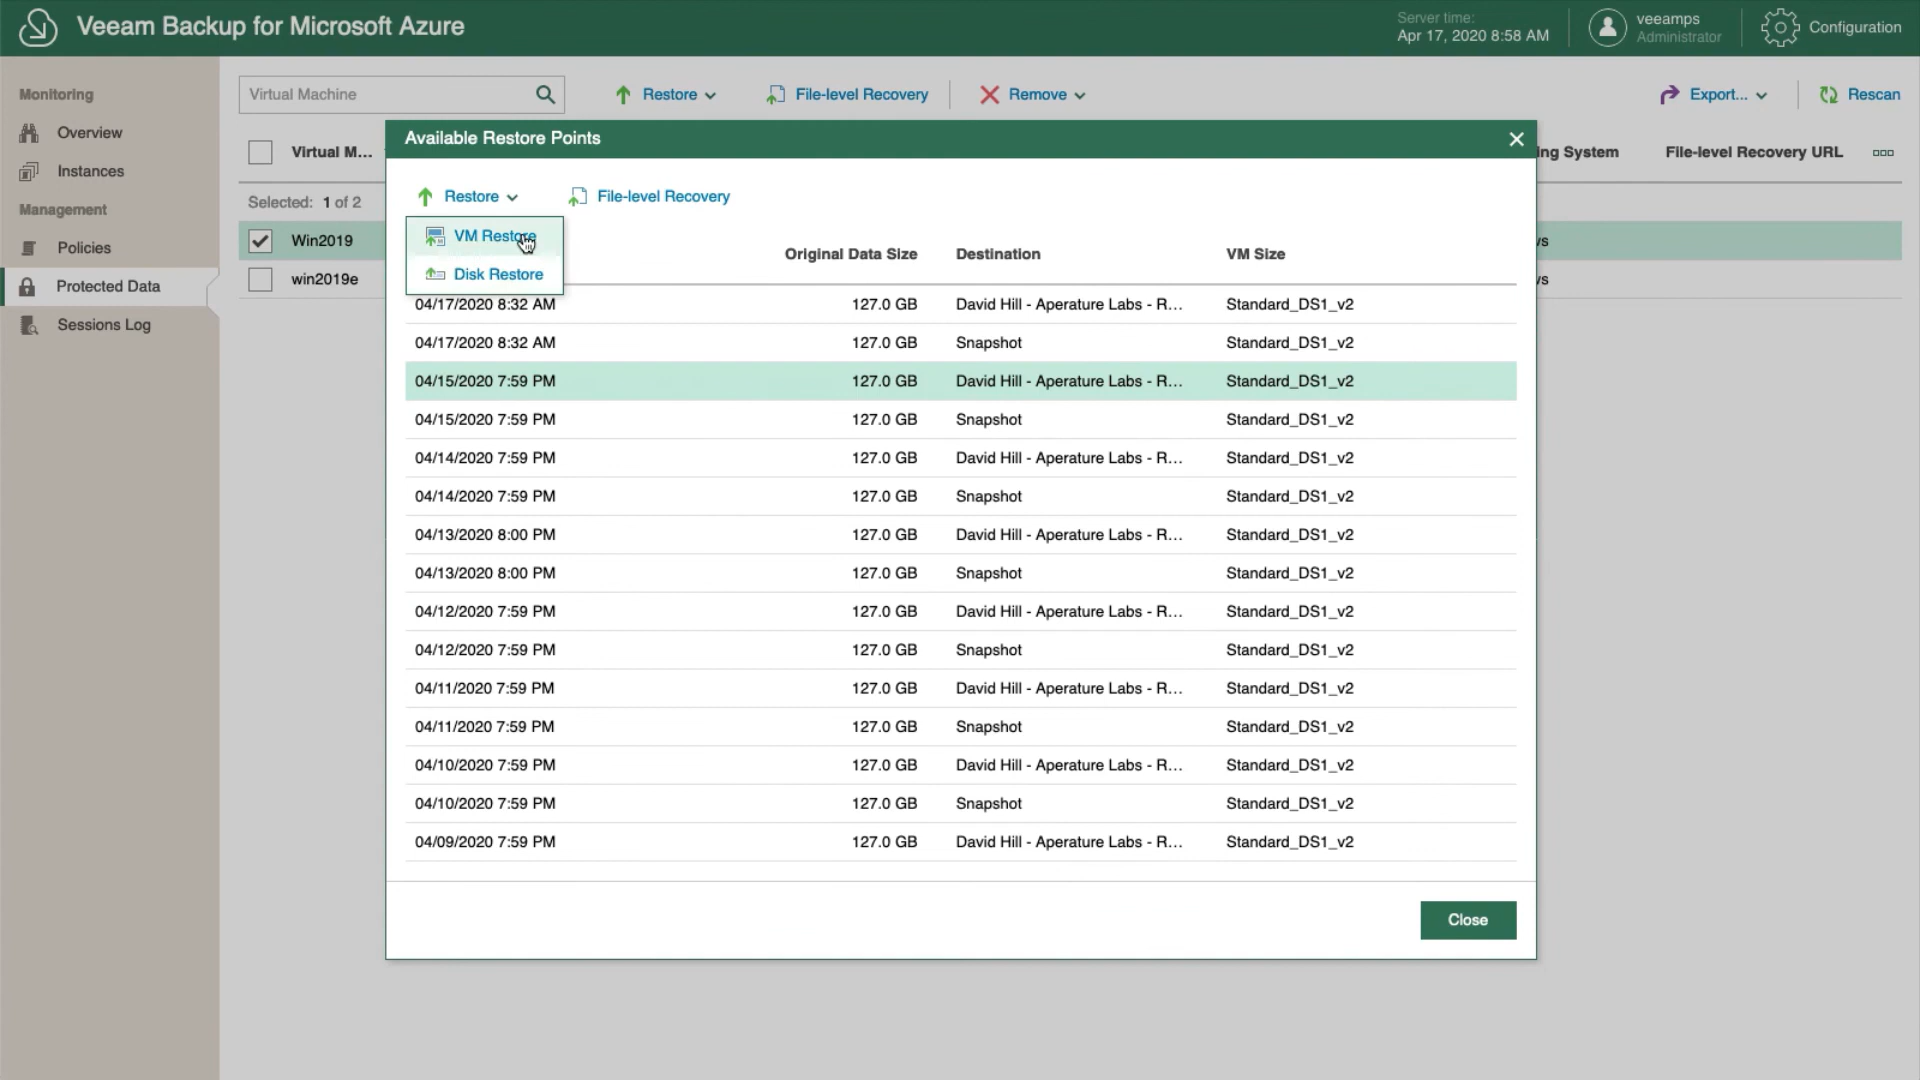 Veeam Backup for Microsoft Azure
Server time:
Apr 17, 2020 8:58 AM
veeamps
Administrator
Configuration
Monitoring
Overview
Instances
Management
Policies
Protected Data
Sessions Log
Virtual Machine
Restore
File-level Recovery
Remove
Export...
Rescan
Virtual M...
ing System
File-level Recovery URL
Selected: 1 of 2
Win2019
win2019e
Available Restore Points
Restore
File-level Recovery
VM Restore
Disk Restore
Original Data Size Destination VM Size
04/17/2020 8:32 AM 127.0 GB David Hill - Aperature Labs - R... Standard_DS1_v2
04/17/2020 8:32 AM 127.0 GB Snapshot Standard_DS1_v2
04/15/2020 7:59 PM 127.0 GB David Hill - Aperature Labs - R... Standard_DS1_v2
04/15/2020 7:59 PM 127.0 GB Snapshot Standard_DS1_v2
04/14/2020 7:59 PM 127.0 GB David Hill - Aperature Labs - R... Standard_DS1_v2
04/14/2020 7:59 PM 127.0 GB Snapshot Standard_DS1_v2
04/13/2020 8:00 PM 127.0 GB David Hill - Aperature Labs - R... Standard_DS1_v2
04/13/2020 8:00 PM 127.0 GB Snapshot Standard_DS1_v2
04/12/2020 7:59 PM 127.0 GB David Hill - Aperature Labs - R... Standard_DS1_v2
04/12/2020 7:59 PM 127.0 GB Snapshot Standard_DS1_v2
04/11/2020 7:59 PM 127.0 GB David Hill - Aperature Labs - R... Standard_DS1_v2
04/11/2020 7:59 PM 127.0 GB Snapshot Standard_DS1_v2
04/10/2020 7:59 PM 127.0 GB David Hill - Aperature Labs - R... Standard_DS1_v2
04/10/2020 7:59 PM 127.0 GB Snapshot Standard_DS1_v2
04/09/2020 7:59 PM 127.0 GB David Hill - Aperature Labs - R... Standard_DS1_v2
Close